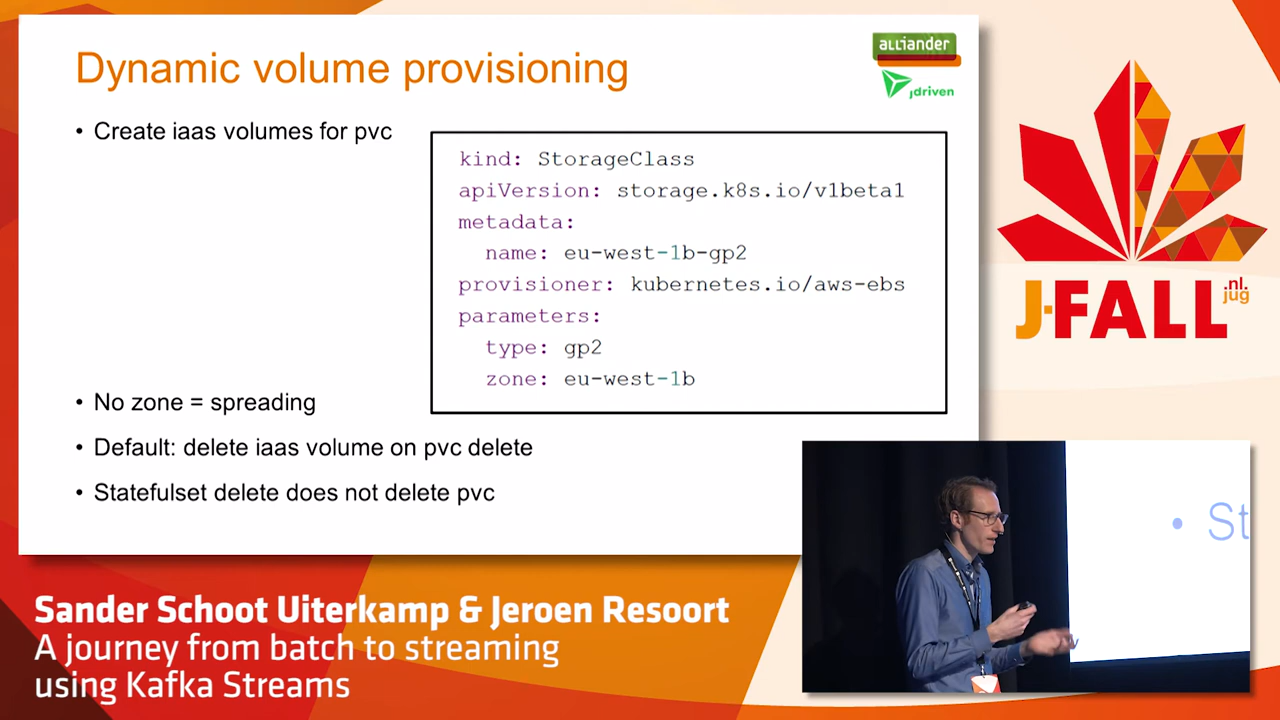 Dynamic volume provisioning
alliander
jdriven
• Create iaas volumes for pvc
kind: StorageClass
apiVersion: storage.k8s.io/v1beta1
metadata:
name: eu-west-1b-gp2
provisioner: kubernetes.io/aws-ebs
parameters:
type: gp2
zone: eu-west-1b
• No zone = spreading
• Default: delete iaas volume on pvc delete
• Statefulset delete does not delete pvc
J-FALL
.nl.
jug
• St
Sander Schoot Uiterkamp & Jeroen Resoort
A journey from batch to streaming
using Kafka Streams